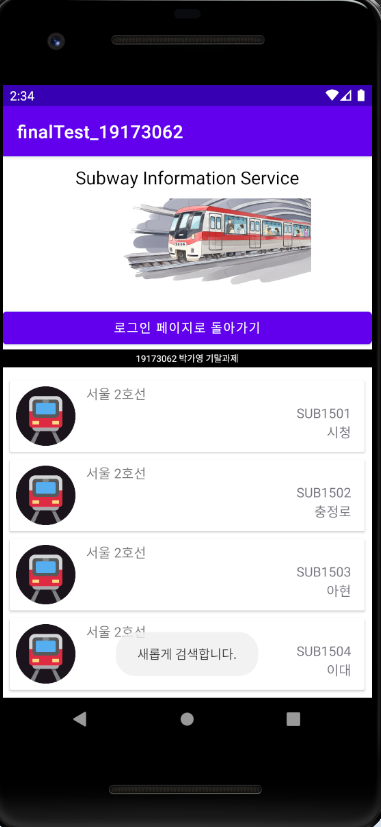 2:34
finalTest_19173062
Subway Information Service
로그인 페이지로 돌아가기
19173062 박가영 기말과제
서울 2호선
SUB1501
시청
서울 2호선
SUB1502
충정로
서울 2호선
SUB1503
아현
서울 2호선
SUB1504
이대
새롭게 검색합니다.